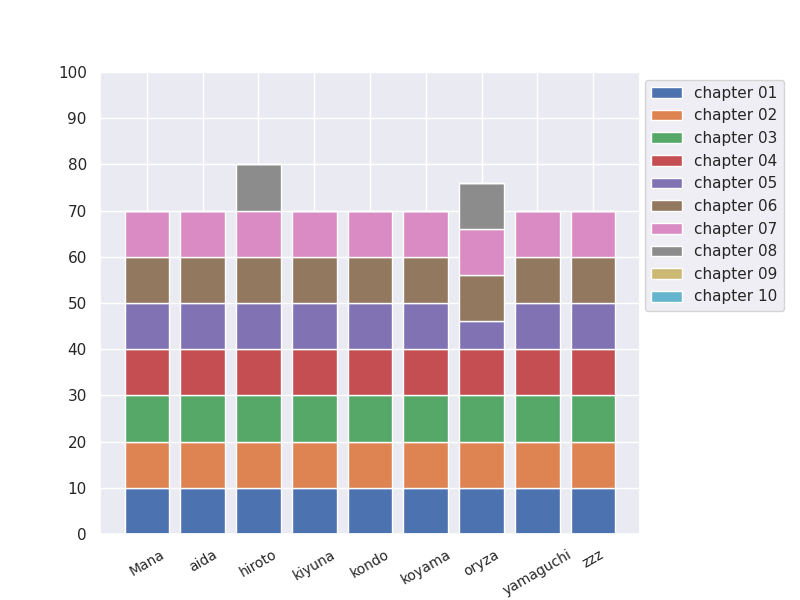 100
90
80
70
60
50
40
30
20
10
0
Mana aida hiroto kiyuna kondo koyama oryza yamaguchi zzz
chapter 01
chapter 02
chapter 03
chapter 04
chapter 05
chapter 06
chapter 07
chapter 08
chapter 09
chapter 10